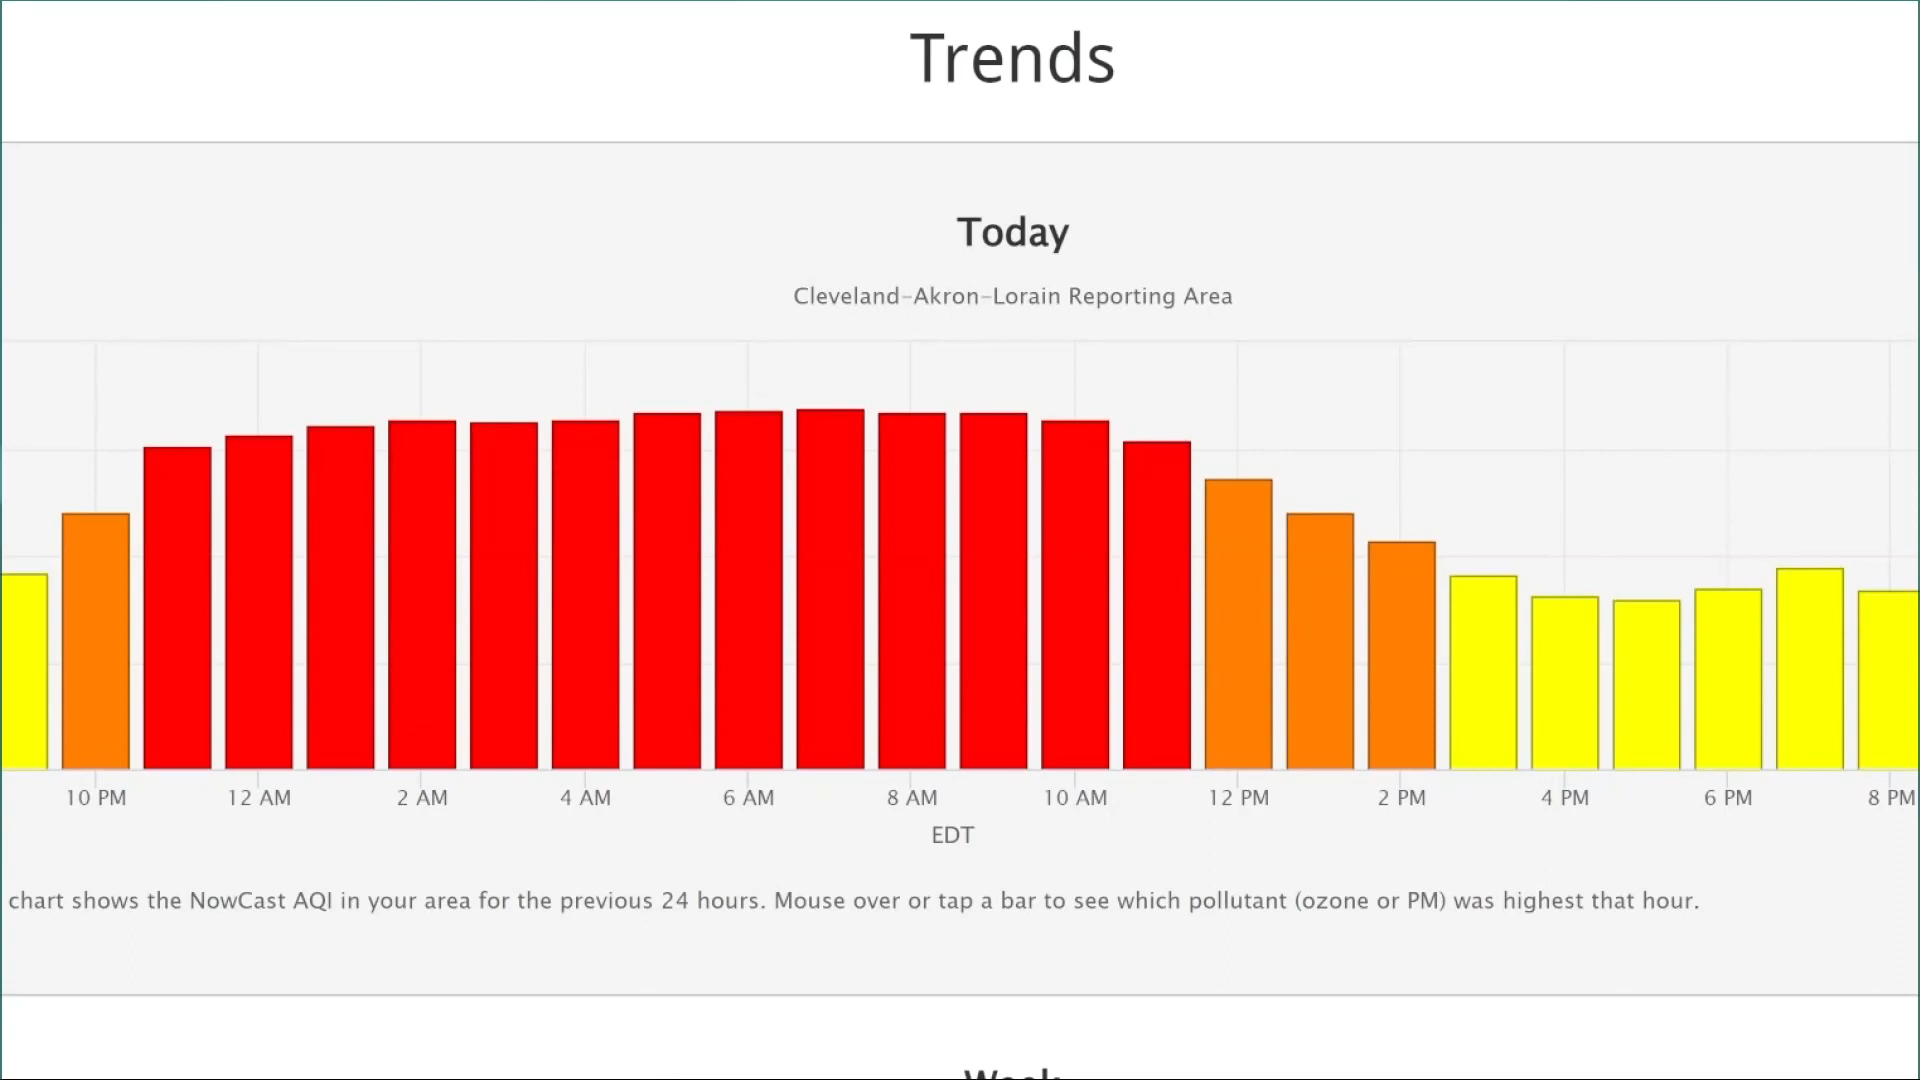 Trends
Today
Cleveland-Akron-Lorain Reporting Area
10 PM 12 AM 2 AM 4 AM 6 AM 8 AM 10 AM 12 PM 2 PM 4 PM 6 PM 8 PM
EDT
chart shows the NowCast AQI in your area for the previous 24 hours. Mouse over or tap a bar to see which pollutant (ozone or PM) was highest that hour.
Week